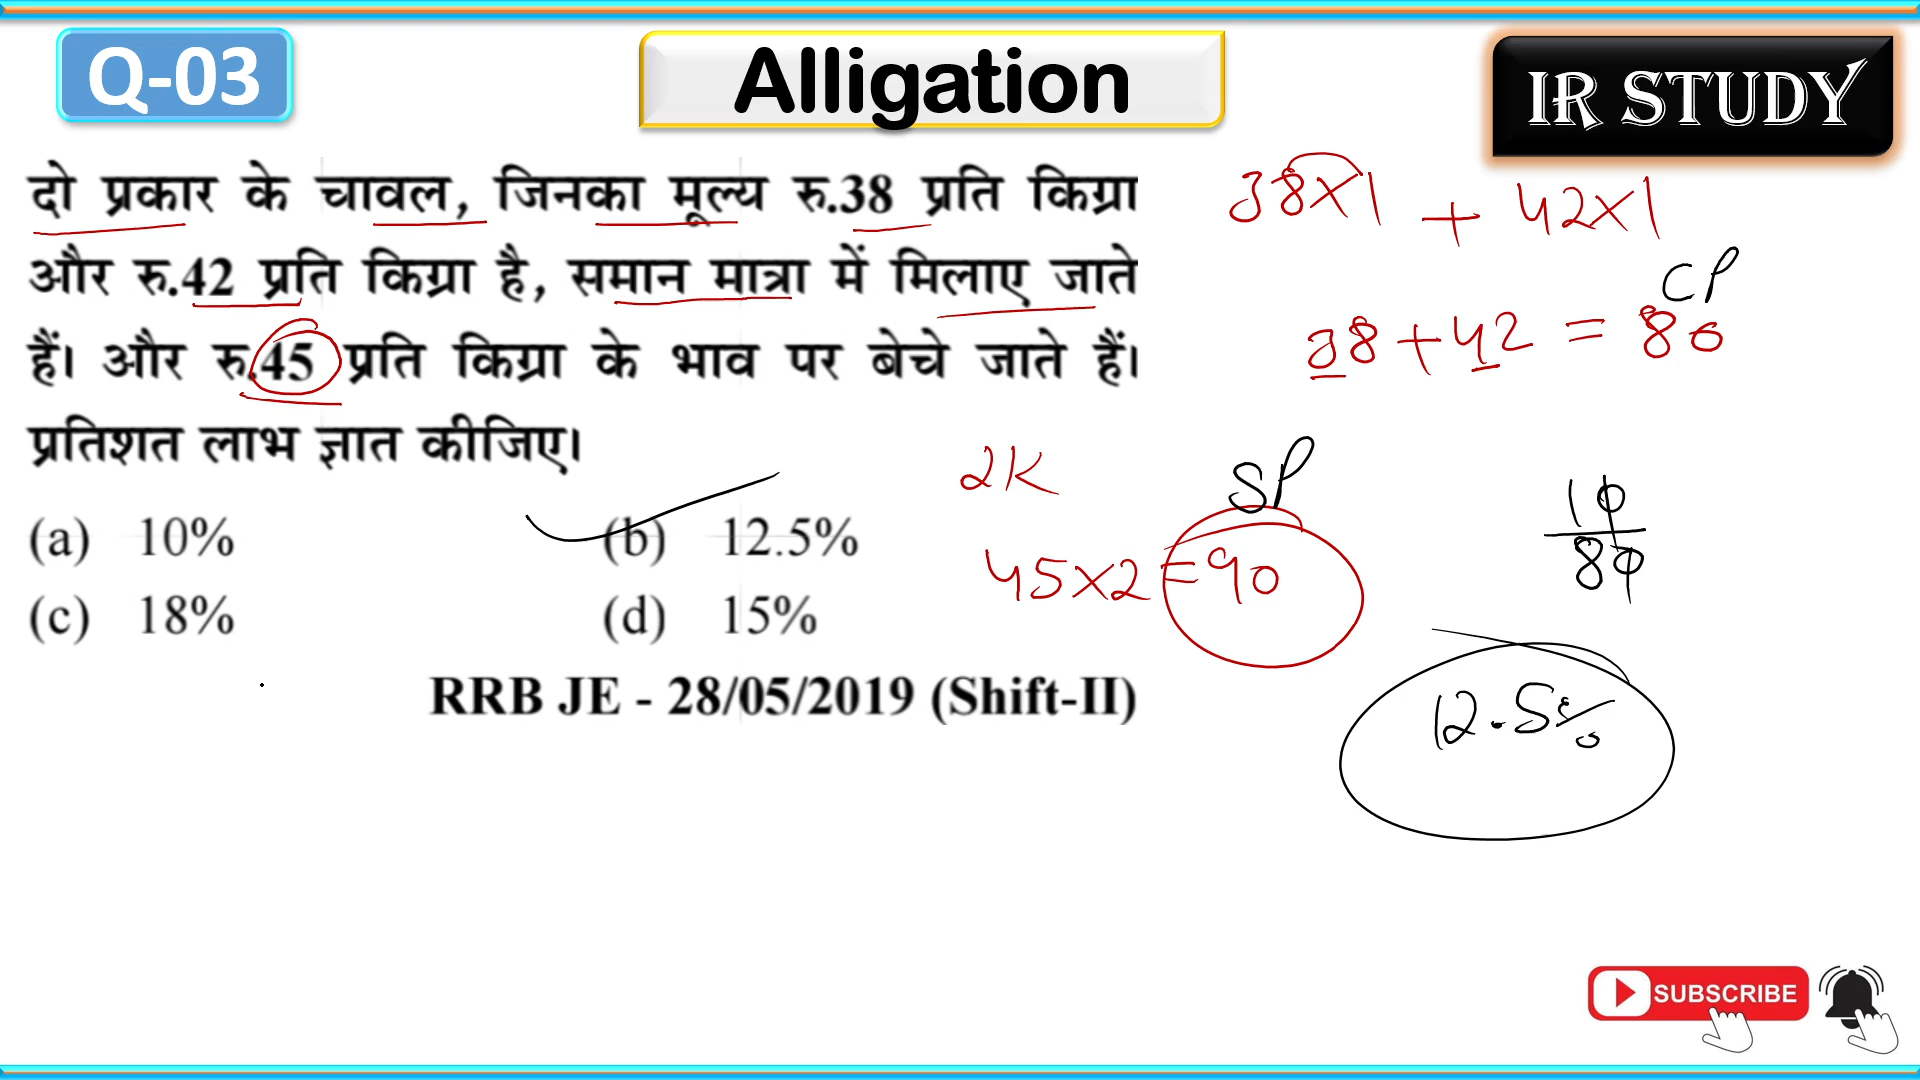 Q-03
Alligation
IR STUDY
दो प्रकार के चावल, जिनका मूल्य रु.38 प्रति किग्रा
और रु.42 प्रति किग्रा है, समान मात्रा में मिलाए जाते
हैं। और रु.45 प्रति किग्रा के भाव पर बेचे जाते हैं।
प्रतिशत लाभ ज्ञात कीजिए।
(a) 10% (b) 12.5%
(c) 18% (d) 15%
RRB JE - 28/05/2019 (Shift-II)
38×1 + 42×1
CP
38+42 = 80
2K
SP
45×2=90
10
80
12.5%
SUBSCRIBE